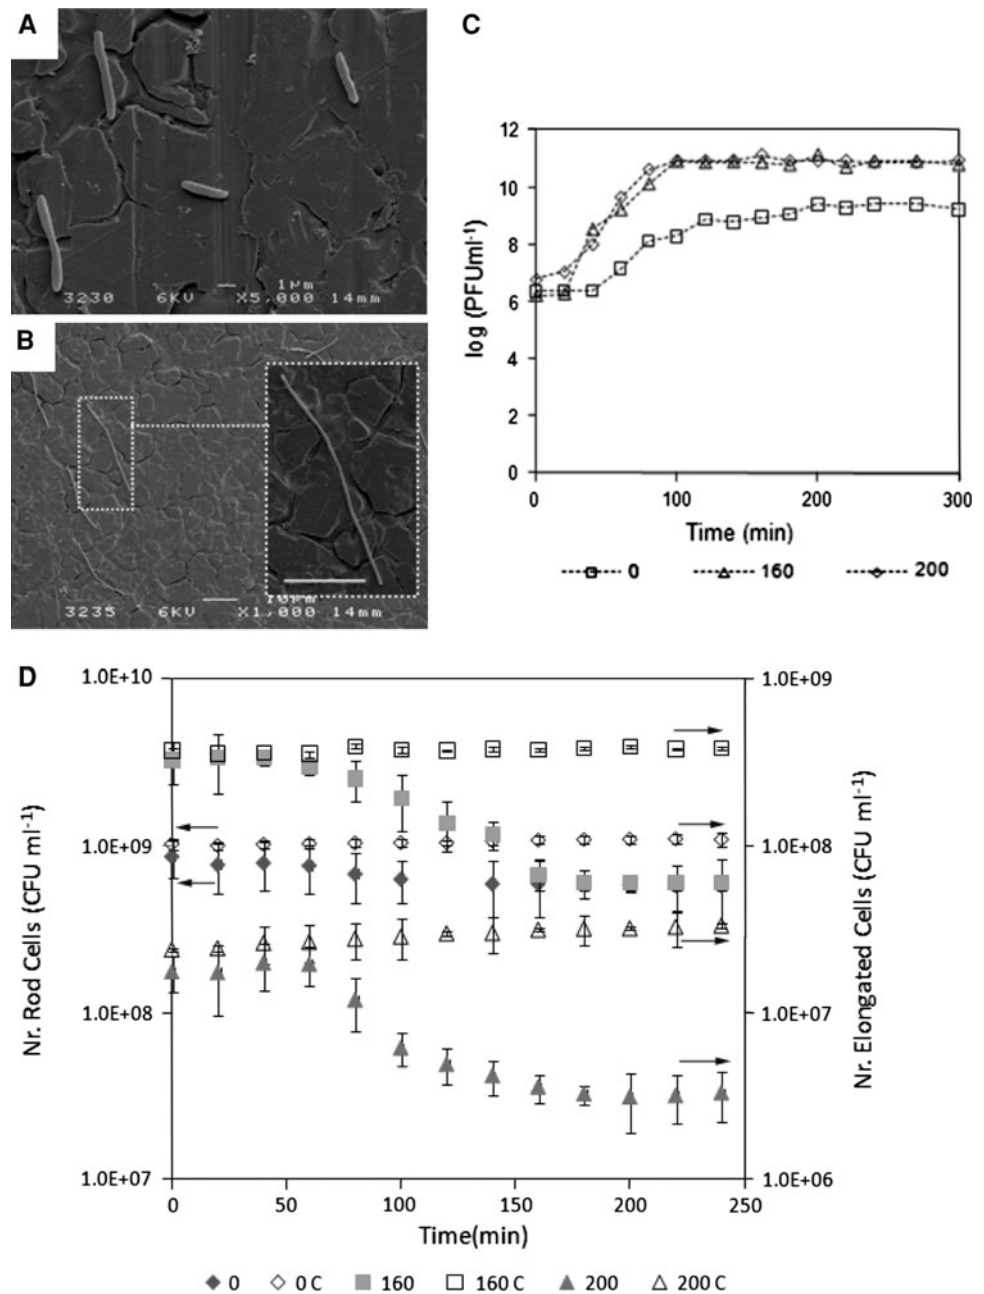 A
3230 6KV X5,000 1µm 14mm
B
3235 6KV X1,000 10µm 14mm
C
12
10
8
6
4
2
0
log (PFUml-1)
0 100 200 300
Time (min)
0 160 200
D
1.0E+10
1.0E+09
1.0E+08
1.0E+07
Nr. Rod Cells (CFU ml-1)
1.0E+09
1.0E+08
1.0E+07
1.0E+06
Nr. Elongated Cells (CFU ml-1)
0 50 100 150 200 250
Time(min)
0 0 C 160 160 C 200 200 C